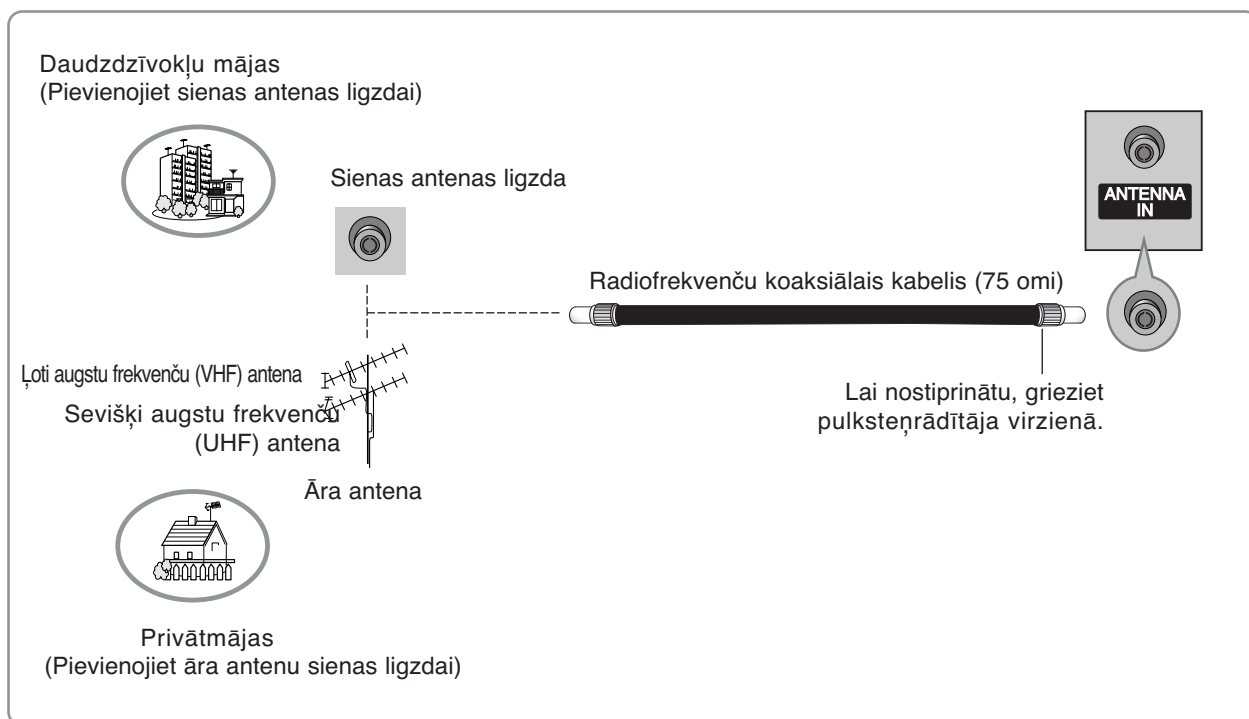 Daudzdzīvokļu mājas
(Pievienojiet sienas antenas ligzdai)
Sienas antenas ligzda
ANTENNA
IN
Radiofrekvenču koaksiālais kabelis (75 omi)
Ļoti augstu frekvenču (VHF) antena
Sevišķi augstu frekvenču
(UHF) antena
Lai nostiprinātu, grieziet
pulksteņrādītāja virzienā.
Āra antena
Privātmājas
(Pievienojiet āra antenu sienas ligzdai)